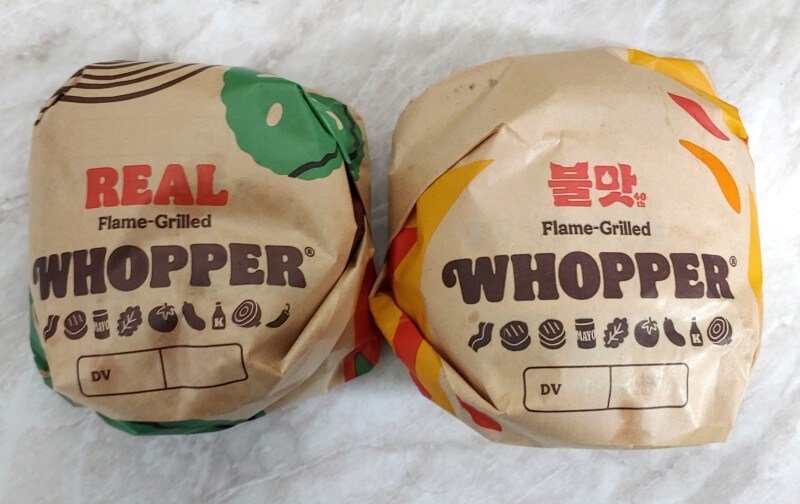 REAL
Flame-Grilled
WHOPPER®
MAYO
K
DV
불맛 40th
Flame-Grilled
WHOPPER®
MAYO
K
DV